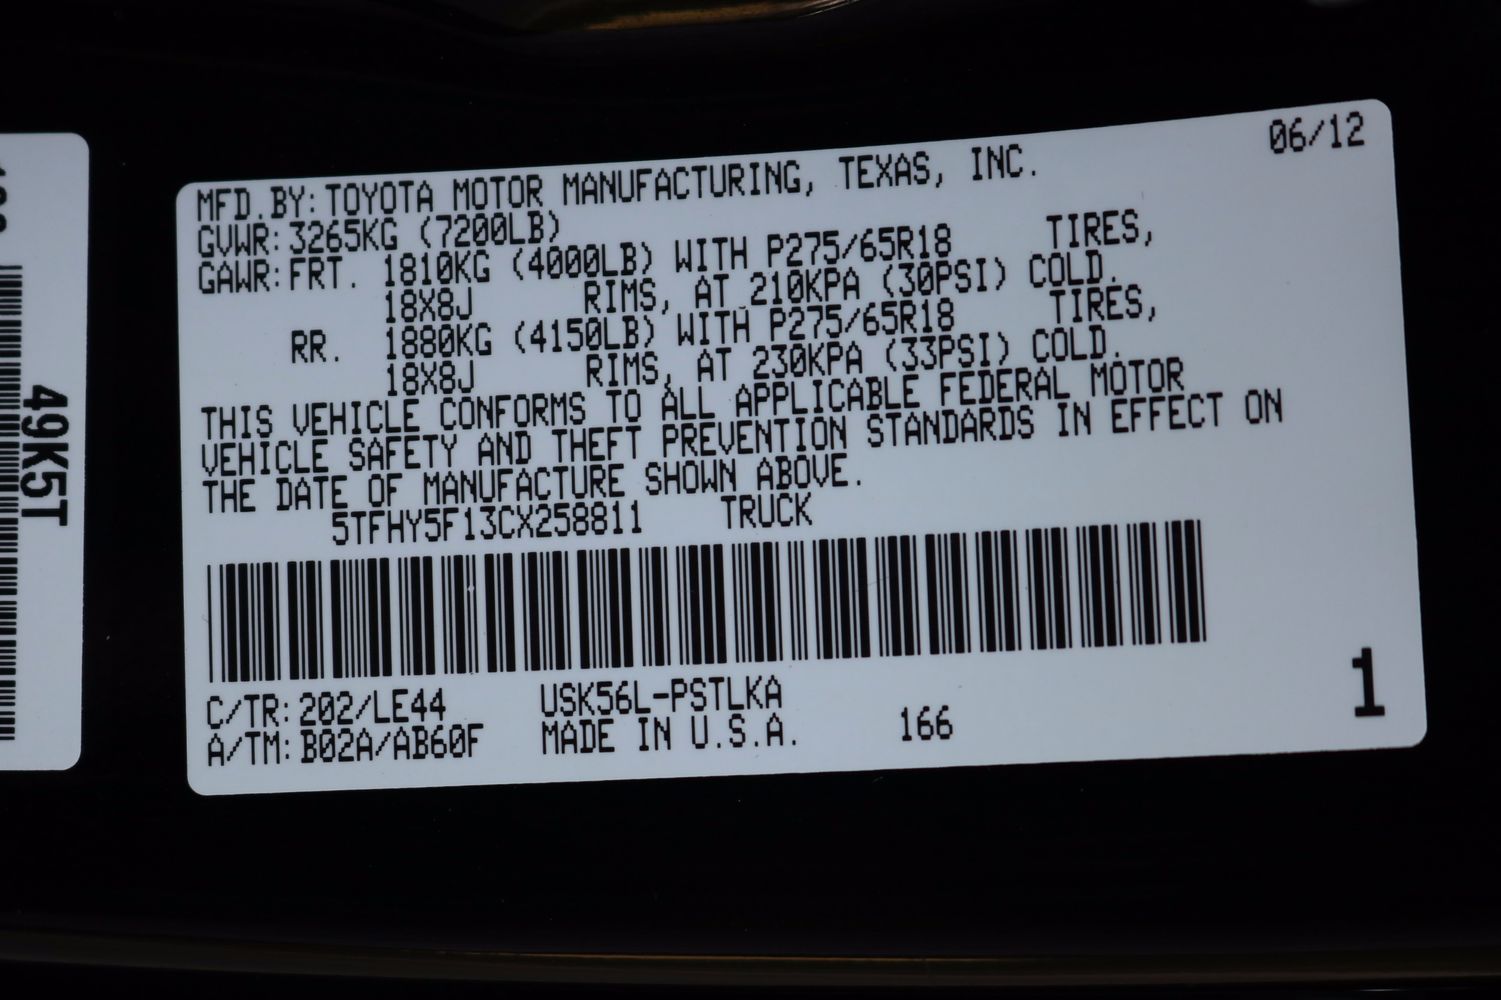 MFD.BY:TOYOTA MOTOR MANUFACTURING, TEXAS, INC. 06/12
GVWR:3265KG (7200LB)
GAWR:FRT. 1810KG (4000LB) WITH P275/65R18 TIRES,
18X8J RIMS, AT 210KPA (30PSI) COLD.
RR. 1880KG (4150LB) WITH P275/65R18 TIRES,
18X8J RIMS, AT 230KPA (33PSI) COLD.
THIS VEHICLE CONFORMS TO ALL APPLICABLE FEDERAL MOTOR
VEHICLE SAFETY AND THEFT PREVENTION STANDARDS IN EFFECT ON
THE DATE OF MANUFACTURE SHOWN ABOVE.
5TFHY5F13CX258811 TRUCK
C/TR:202/LE44 USK56L-PSTLKA
A/TM:B02A/AB60F MADE IN U.S.A. 166
1
49K5T